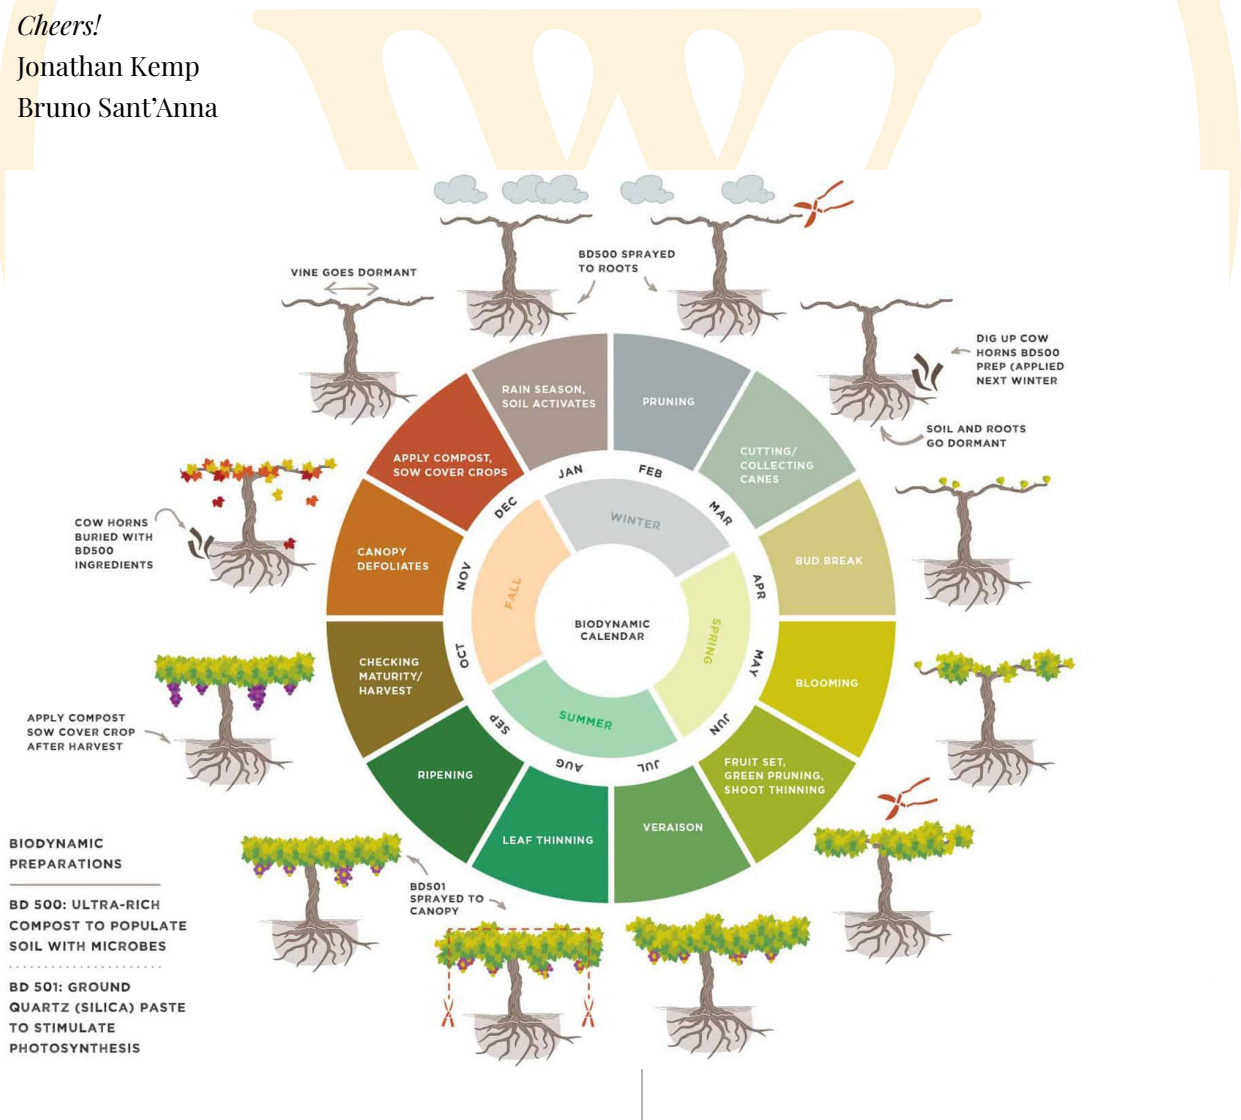 Cheers!
Jonathan Kemp
Bruno Sant’Anna
BD500 SPRAYED
TO ROOTS
VINE GOES DORMANT
DIG UP COW
HORNS BD500
PREP (APPLIED
NEXT WINTER
SOIL AND ROOTS
GO DORMANT
COW HORNS
BURIED WITH
BD500
INGREDIENTS
APPLY COMPOST
SOW COVER CROP
AFTER HARVEST
BD501
SPRAYED TO
CANOPY
RAIN SEASON,
SOIL ACTIVATES
PRUNING
CUTTING/
COLLECTING
CANES
BUD BREAK
BLOOMING
FRUIT SET,
GREEN PRUNING,
SHOOT THINNING
VERAISON
LEAF THINNING
RIPENING
CHECKING
MATURITY/
HARVEST
CANOPY
DEFOLIATES
APPLY COMPOST,
SOW COVER CROPS
JAN
FEB
MAR
APR
MAY
JUN
JUL
AUG
SEP
OCT
NOV
DEC
WINTER
SPRING
SUMMER
FALL
BIODYNAMIC
CALENDAR
BIODYNAMIC
PREPARATIONS
BD 500: ULTRA-RICH
COMPOST TO POPULATE
SOIL WITH MICROBES
BD 501: GROUND
QUARTZ (SILICA) PASTE
TO STIMULATE
PHOTOSYNTHESIS